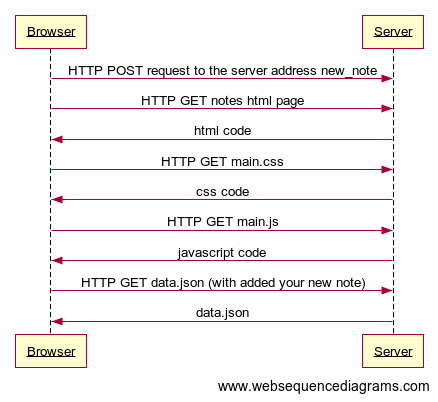 Browser Server
HTTP POST request to the server address new_note
HTTP GET notes html page
html code
HTTP GET main.css
css code
HTTP GET main.js
javascript code
HTTP GET data.json (with added your new note)
data.json
Browser Server
www.websequencediagrams.com